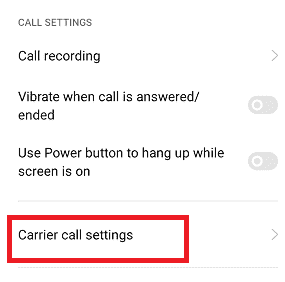 CALL SETTINGS
Call recording
Vibrate when call is answered/
ended
Use Power button to hang up while
screen is on
Carrier call settings